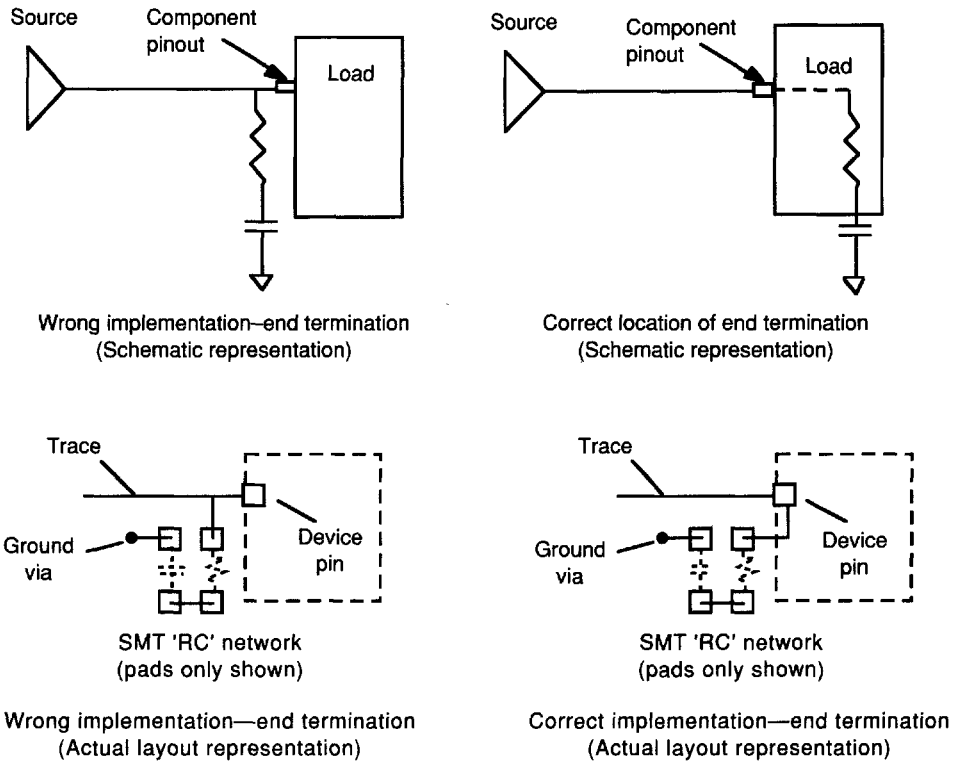 Source
Component
pinout
Load
Wrong implementation–end termination
(Schematic representation)
Source
Component
pinout
Load
Correct location of end termination
(Schematic representation)
Trace
Ground
via
Device
pin
SMT 'RC' network
(pads only shown)
Wrong implementation—end termination
(Actual layout representation)
Trace
Ground
via
Device
pin
SMT 'RC' network
(pads only shown)
Correct implementation—end termination
(Actual layout representation)